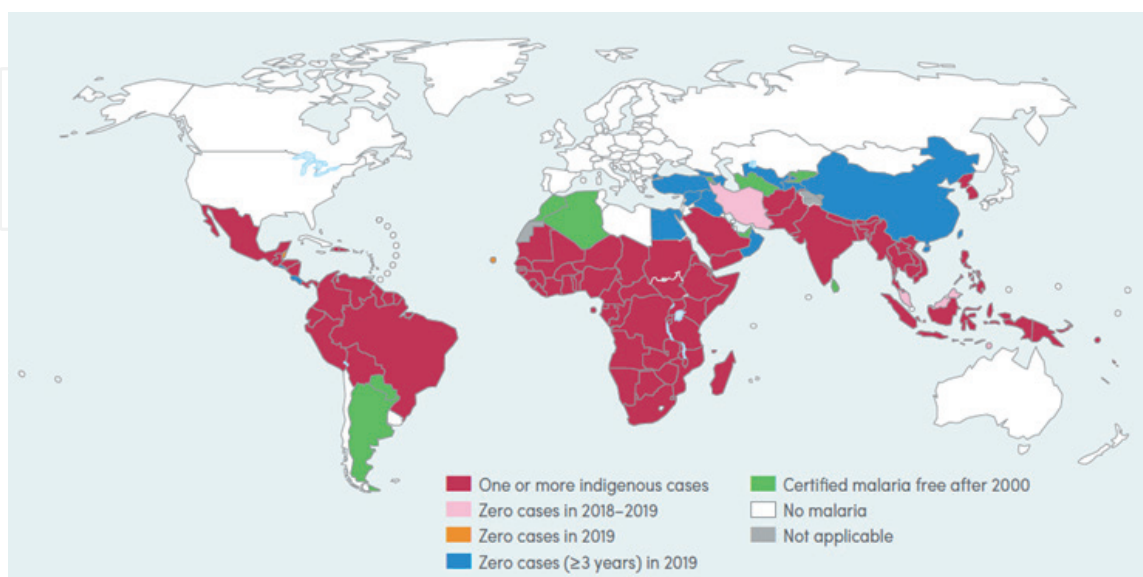 One or more indigenous cases
Zero cases in 2018–2019
Zero cases in 2019
Zero cases (≥3 years) in 2019
Certified malaria free after 2000
No malaria
Not applicable